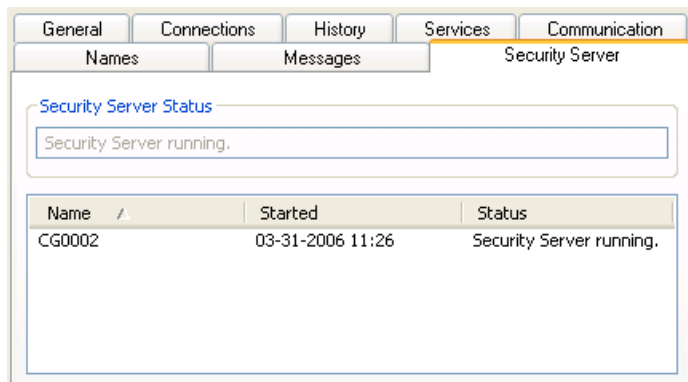 General Connections History Services Communication
Names Messages Security Server
Security Server Status
Security Server running.
Name Started Status
CG0002 03-31-2006 11:26 Security Server running.